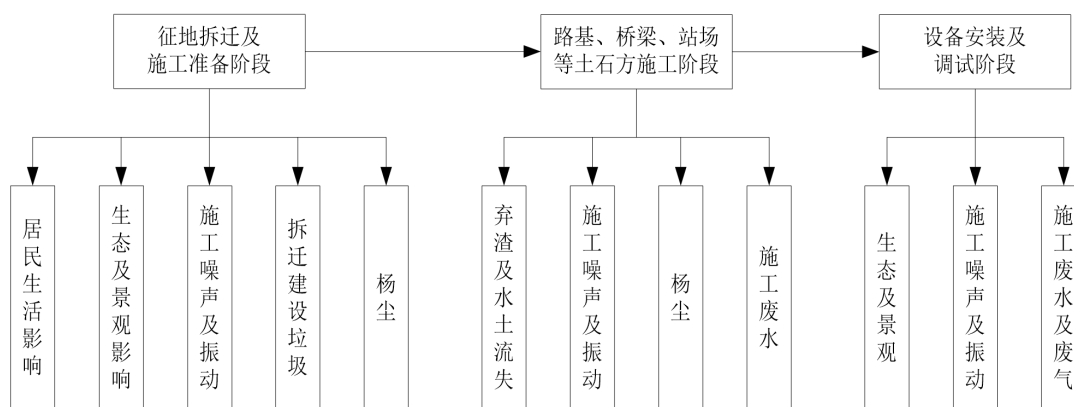 征地拆迁及
施工准备阶段
路基、桥梁、站场
等土石方施工阶段
设备安装及
调试阶段
居民生活影响
生态及景观影响
施工噪声及振动
拆迁建设垃圾
杨尘
弃渣及水土流失
施工噪声及振动
杨尘
施工废水
生态及景观
施工噪声及振动
施工废水及废气